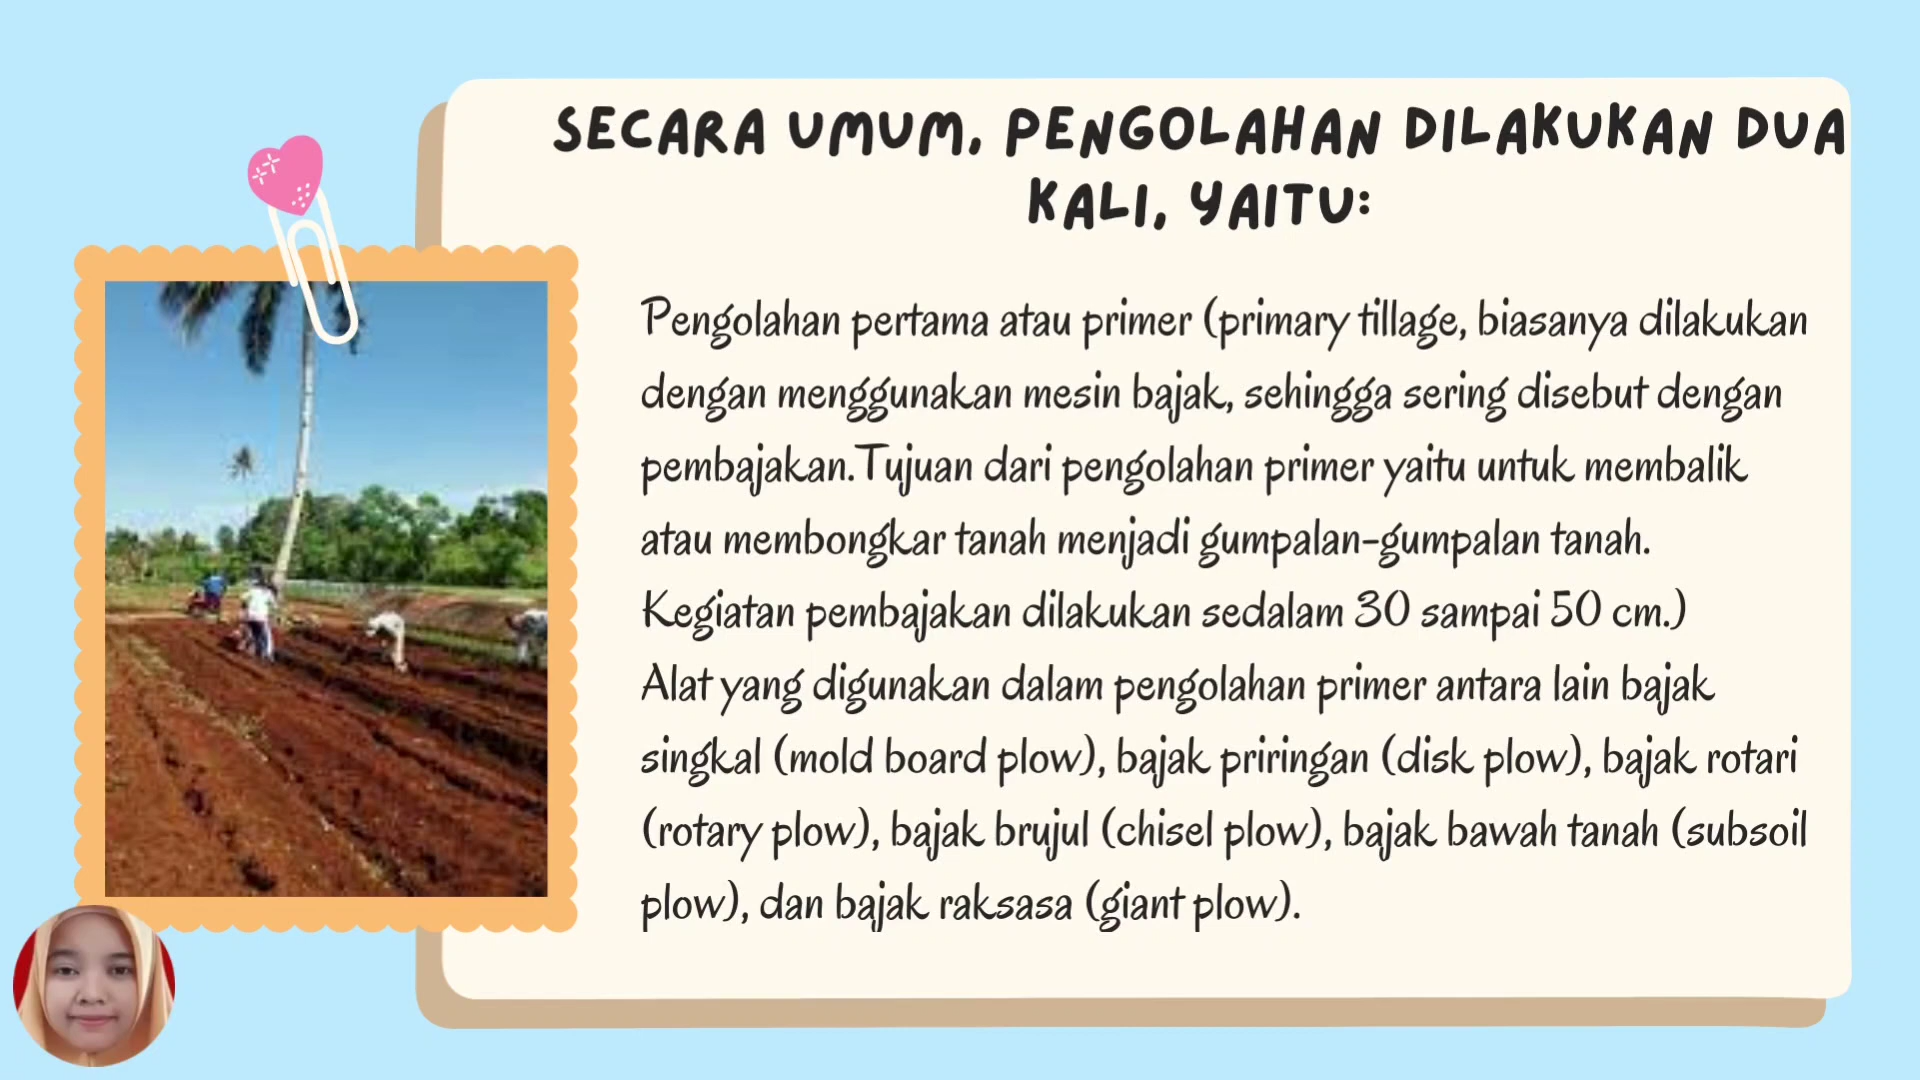 SECARA UMUM, PENGOLAHAN DILAKUKAN DUA
KALI, YAITU:
Pengolahan pertama atau primer (primary tillage, biasanya dilakukan
dengan menggunakan mesin bajak, sehingga sering disebut dengan
pembajakan.Tujuan dari pengolahan primer yaitu untuk membalik
atau membongkar tanah menjadi gumpalan-gumpalan tanah.
Kegiatan pembajakan dilakukan sedalam 30 sampai 50 cm.)
Alat yang digunakan dalam pengolahan primer antara lain bajak
singkal (mold board plow), bajak priringan (disk plow), bajak rotari
(rotary plow), bajak brujul (chisel plow), bajak bawah tanah (subsoil
plow), dan bajak raksasa (giant plow).